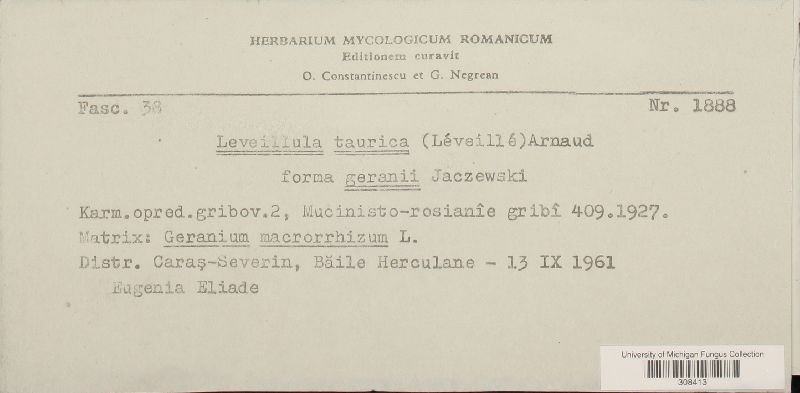 HERBARIUM MYCOLOGICUM ROMANICUM
Editionem curavit
O. Constantinescu et G. Negrean
Fasc. 38 Nr. 1888
Leveillula taurica (Léveillé)Arnaud
forma geranii Jaczewski
Karm.opred.gribov.2, Mucinisto-rosianîe gribî 409.1927.
Matrix: Geranium macrorrhizum L.
Distr. Caraş-Severin, Băile Herculane - 13 IX 1961
Eugenia Eliade
University of Michigan Fungus Collection
308413